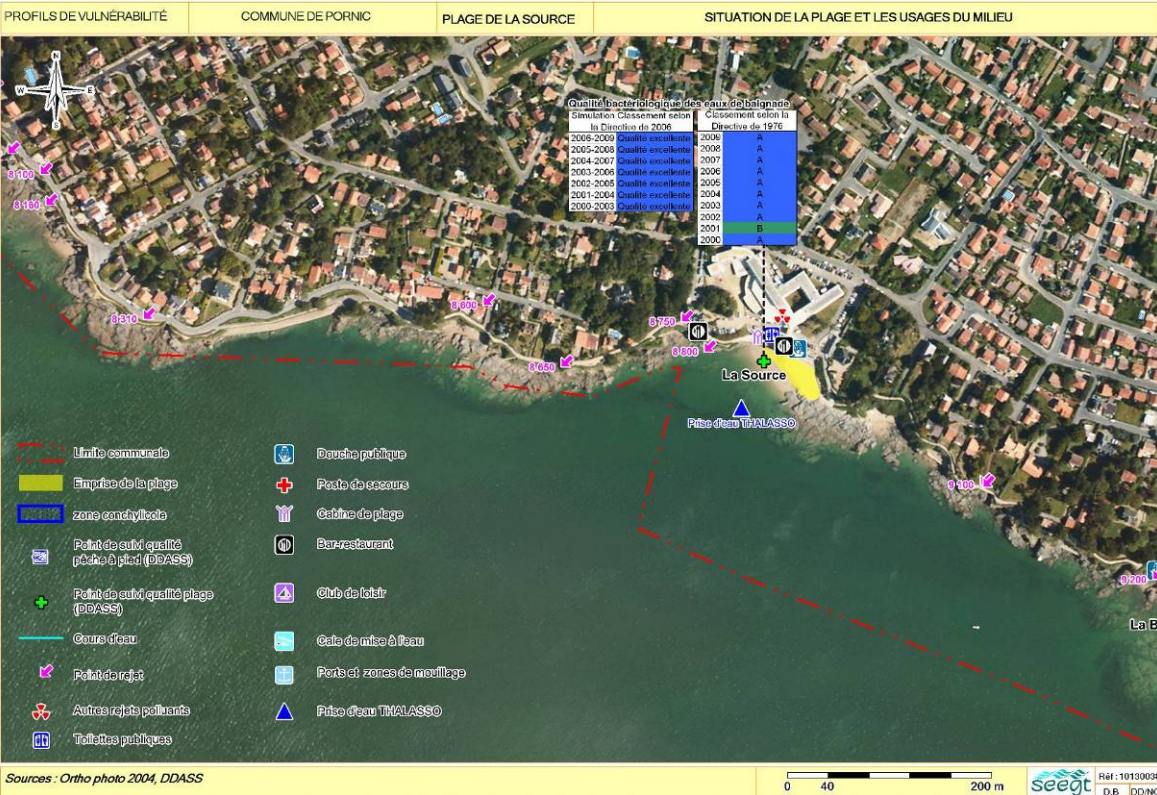 PROFILS DE VULNÉRABILITÉ
COMMUNE DE PORNIC
PLAGE DE LA SOURCE
SITUATION DE LA PLAGE ET LES USAGES DU MILIEU
N
W E
S
Qualité bactériologique des eaux de baignade
Simulation Classement selon
la Directive de 2006
2006-2009 Qualité excellente
2005-2008 Qualité excellente
2004-2007 Qualité excellente
2003-2006 Qualité excellente
2002-2005 Qualité excellente
2001-2004 Qualité excellente
2000-2003 Qualité excellente
Classement selon la
Directive de 1976
2009 A
2008 A
2007 A
2006 A
2005 A
2004 A
2003 A
2002 A
2001 B
2000 A
8 100
8 160
8 310
8 600
8 650
8 750
8 800
La Source
Prise d'eau THALASSO
9 100
9 200
La B
Limite communale
Emprise de la plage
zone conchylicole
Point de suivi qualité
pêche à pied (DDASS)
Point de suivi qualité plage
(DDASS)
Cours d'eau
Point de rejet
Autres rejets polluants
Toilettes publiques
Douche publique
Poste de secours
Cabine de plage
Bar-restaurant
Club de loisir
Cale de mise à l'eau
Ports et zones de mouillage
Prise d'eau THALASSO
Sources : Ortho photo 2004, DDASS
0 40 200 m
seegt
Réf : 1013003
D.B DD/NC